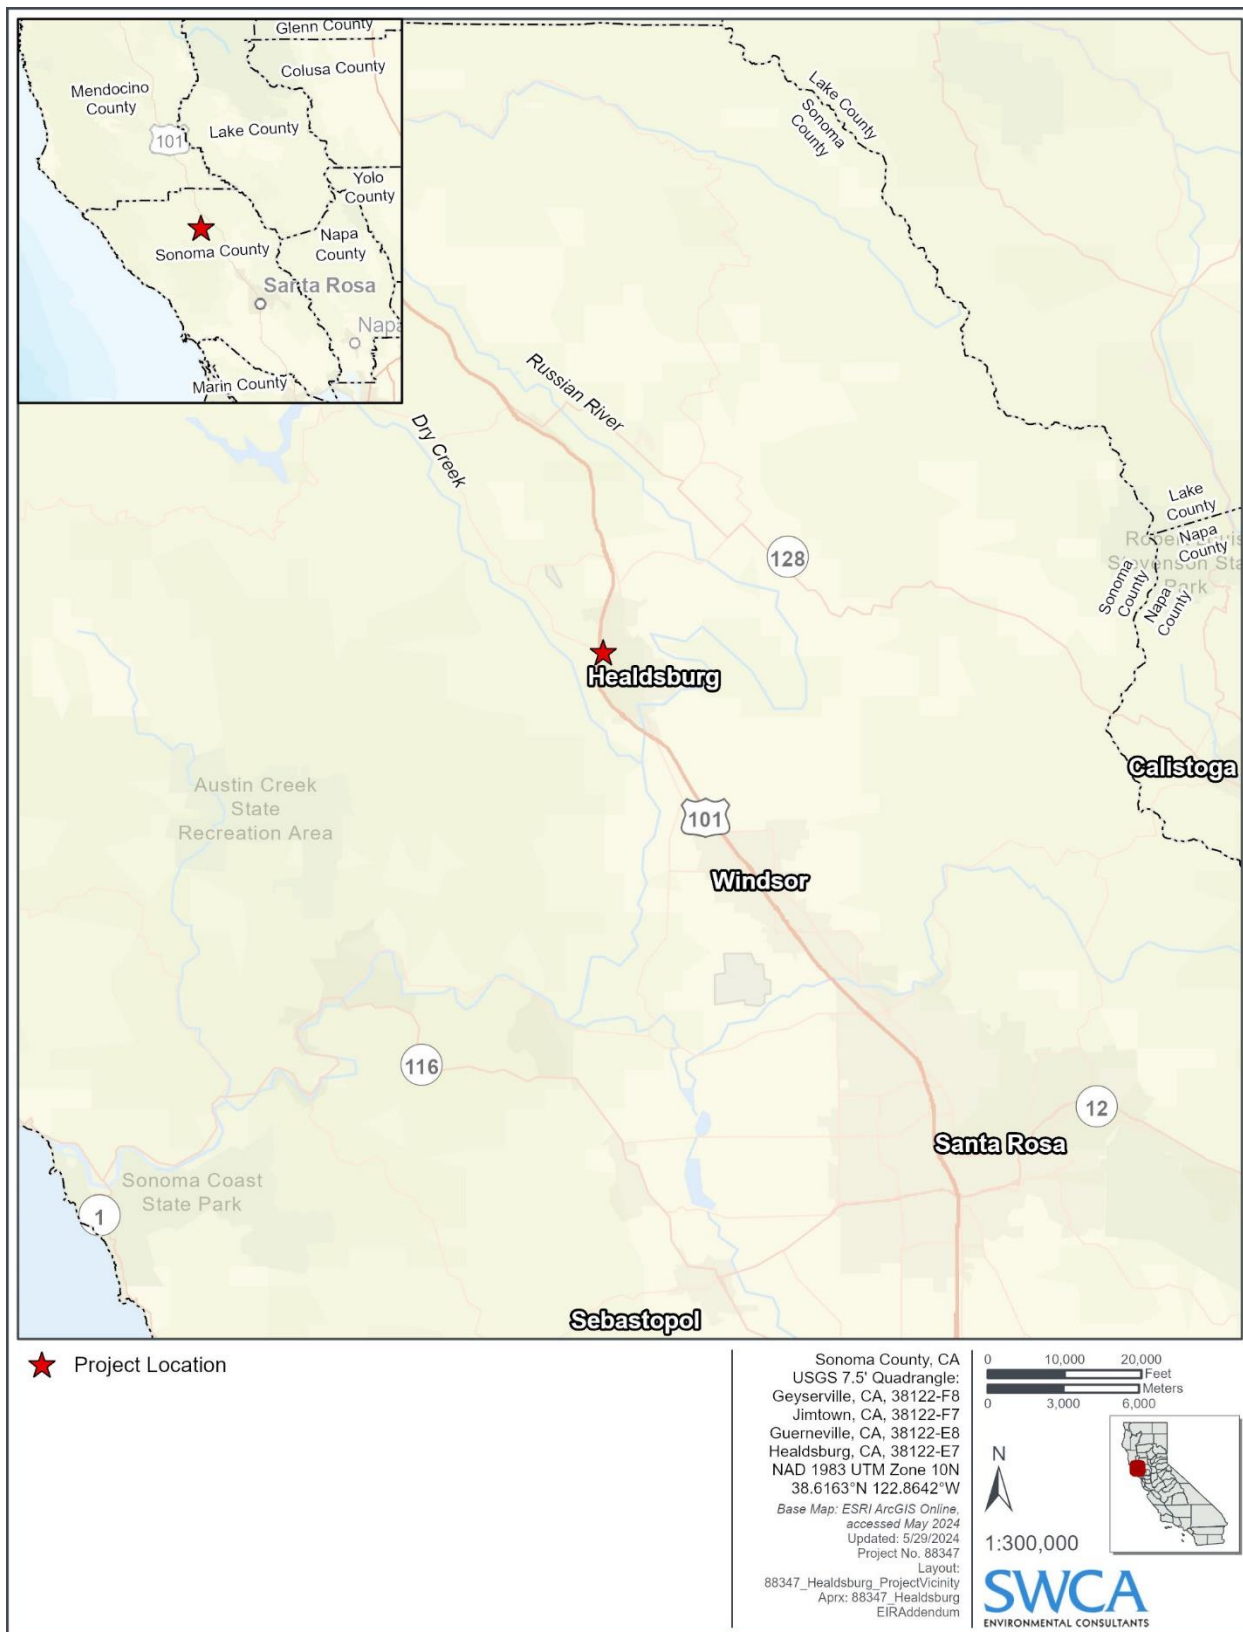 Glenn County
Colusa County
Mendocino
County
Lake County
101
Yolo
County
Napa
County
Sonoma County
Santa Rosa
Napa
Marin County
Lake County
Sonoma
County
Russian River
Dry Creek
128
Lake
County
Napa
County
Robert Louis
Stevenson Sta
Park
Sonoma
County
Napa
County
Healdsburg
Calistoga
Austin Creek
State
Recreation Area
101
Windsor
116
12
Santa Rosa
Sonoma Coast
State Park
1
Sebastopol
Project Location
Sonoma County, CA
USGS 7.5' Quadrangle:
Geyserville, CA, 38122-F8
Jimtown, CA, 38122-F7
Guerneville, CA, 38122-E8
Healdsburg, CA, 38122-E7
NAD 1983 UTM Zone 10N
38.6163°N 122.8642°W
Base Map: ESRI ArcGIS Online,
accessed May 2024
Updated: 5/29/2024
Project No. 88347
Layout:
88347_Healdsburg_ProjectVicinity
Aprx: 88347_Healdsburg
EIRAddendum
0 10,000 20,000
Feet
Meters
0 3,000 6,000
N
1:300,000
SWCA
ENVIRONMENTAL CONSULTANTS